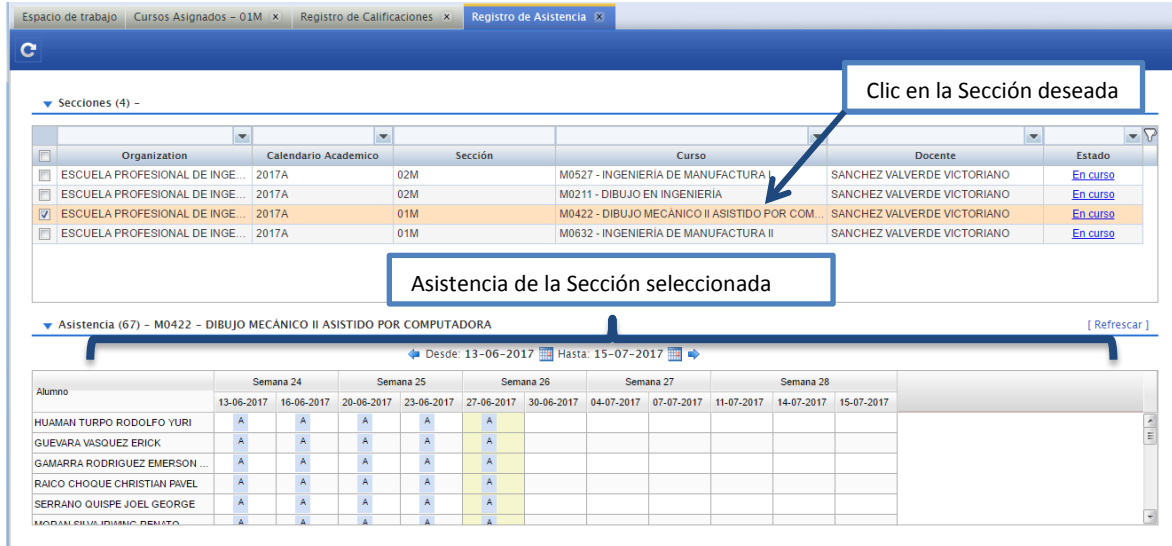 Espacio de trabajo Cursos Asignados - 01M x Registro de Calificaciones x Registro de Asistencia x
Clic en la Sección deseada
Secciones (4) -
Organization Calendario Academico Sección Curso Docente Estado
ESCUELA PROFESIONAL DE INGE... 2017A 02M M0527 - INGENIERÍA DE MANUFACTURA I SANCHEZ VALVERDE VICTORIANO En curso
ESCUELA PROFESIONAL DE INGE... 2017A 02M M0211 - DIBUJO EN INGENIERÍA SANCHEZ VALVERDE VICTORIANO En curso
ESCUELA PROFESIONAL DE INGE... 2017A 01M M0422 - DIBUJO MECÁNICO II ASISTIDO POR COM... SANCHEZ VALVERDE VICTORIANO En curso
ESCUELA PROFESIONAL DE INGE... 2017A 01M M0632 - INGENIERÍA DE MANUFACTURA II SANCHEZ VALVERDE VICTORIANO En curso
Asistencia de la Sección seleccionada
Asistencia (67) - M0422 - DIBUJO MECÁNICO II ASISTIDO POR COMPUTADORA [ Refrescar ]
Desde: 13-06-2017 Hasta: 15-07-2017
Alumno Semana 24 Semana 25 Semana 26 Semana 27 Semana 28
13-06-2017 16-06-2017 20-06-2017 23-06-2017 27-06-2017 30-06-2017 04-07-2017 07-07-2017 11-07-2017 14-07-2017 15-07-2017
HUAMAN TURPO RODOLFO YURI A A A A A
GUEVARA VASQUEZ ERICK A A A A A
GAMARRA RODRIGUEZ EMERSON ... A A A A A
RAICO CHOQUE CHRISTIAN PAVEL A A A A A
SERRANO QUISPE JOEL GEORGE A A A A A
MORAN SILVA IRWING RENATO A A A A A